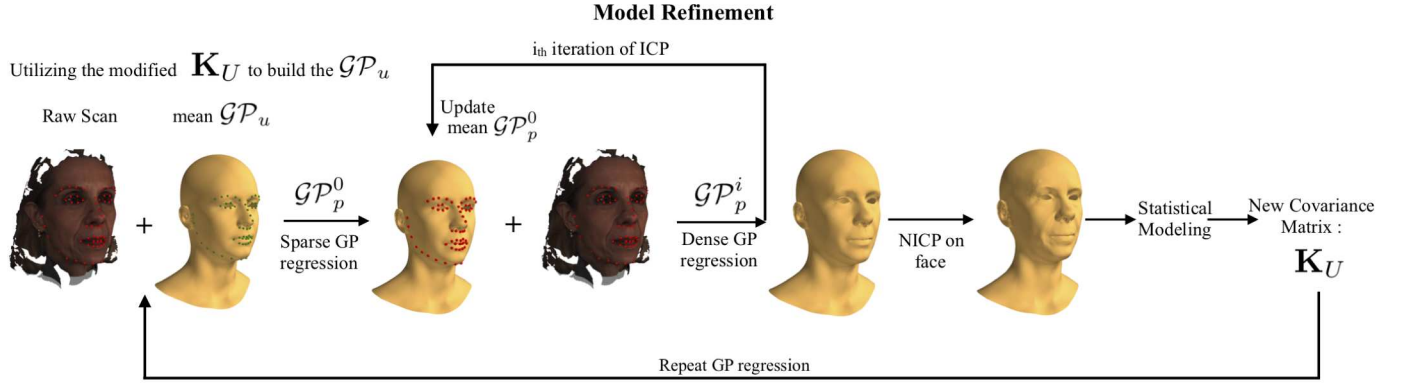 Model Refinement
i_th iteration of ICP
Utilizing the modified K_U to build the 𝒢𝒫_u
Raw Scan
mean 𝒢𝒫_u
Update
mean 𝒢𝒫_p^0
+
𝒢𝒫_p^0
Sparse GP
regression
+
𝒢𝒫_p^i
Dense GP
regression
NICP on
face
Statistical
Modeling
New Covariance
Matrix :
K_U
Repeat GP regression